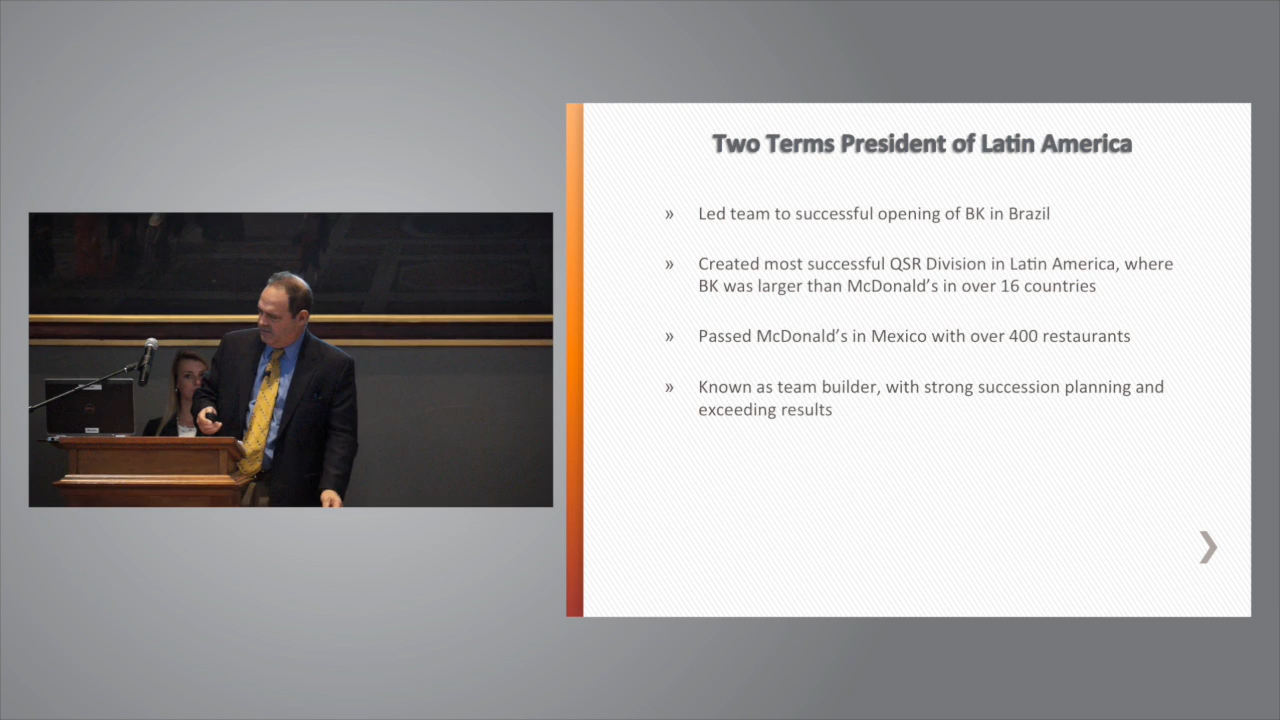 Two Terms President of Latin America
» Led team to successful opening of BK in Brazil
» Created most successful QSR Division in Latin America, where
BK was larger than McDonald's in over 16 countries
» Passed McDonald's in Mexico with over 400 restaurants
» Known as team builder, with strong succession planning and
exceeding results